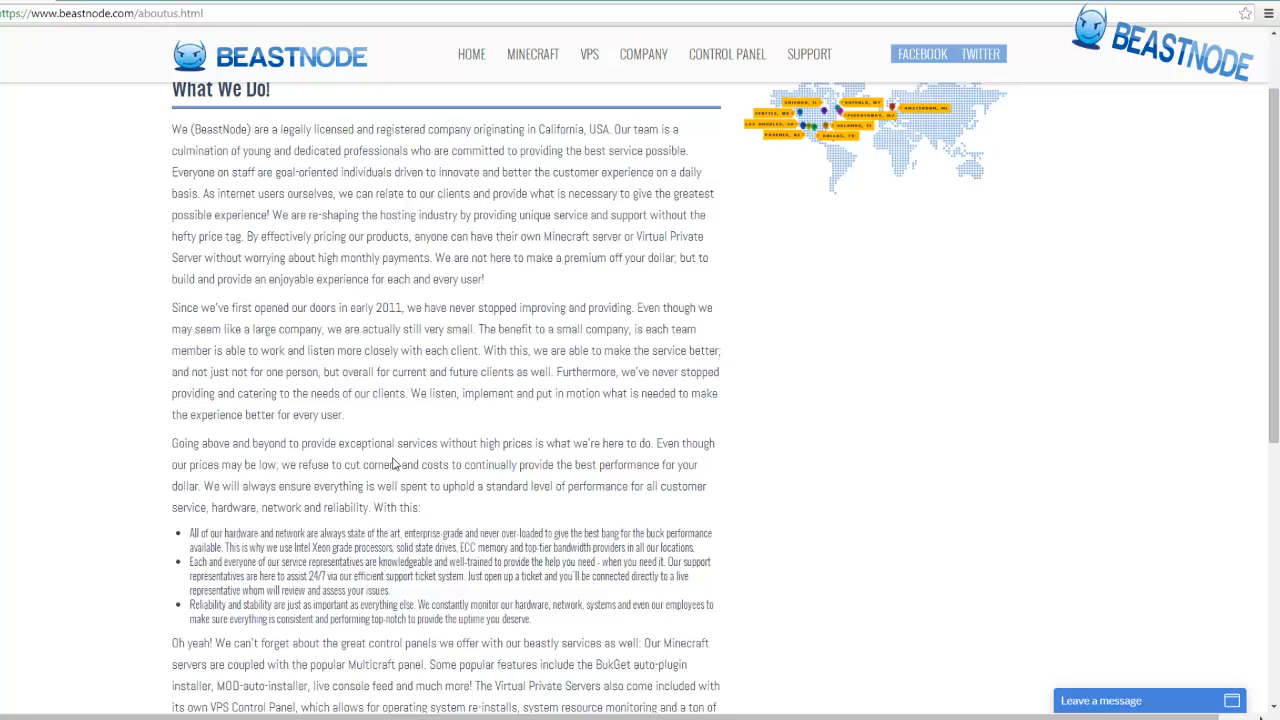 https://www.beastnode.com/aboutus.html
BEASTNODE
HOME MINECRAFT VPS COMPANY CONTROL PANEL SUPPORT
FACEBOOK TWITTER
BEASTNODE
What We Do!
legally licensed and registered USA.
and dedicated professionals who are committed to providing the best
staff are goal-oriented individuals driven to innovate and better the customer experience on a daily
basis. As internet users ourselves, we can relate to our clients and provide what is necessary to give the greatest
possible experience! We are re-shaping the hosting industry by providing unique service and support without the
hefty price tag. By effectively pricing our products, anyone can have their own Minecraft server or Virtual Private
Server without worrying about high monthly payments. We are not here to make a premium off your dollar; but to
build and provide an enjoyable experience for each and every user!
Since we've first opened our doors in early 2011, we have never stopped improving and providing. Even though we
may seem like a large company, we are actually still very small. The benefit to a small company, is each team
member is able to work and listen more closely with each client. With this, we are able to make the service better;
and not just not for one person, but overall for current and future clients as well. Furthermore, we've never stopped
providing and catering to the needs of our clients. We listen, implement and put in motion what is needed to make
the experience better for every user.
Going above and beyond to provide exceptional services without high prices is what we're here to do. Even though
our prices may be low; we refuse to cut corners and costs to continually provide the best performance for your
dollar. We will always ensure everything is well spent to uphold a standard level of performance for all customer
service, hardware, network and reliability. With this:
All of our hardware and network are always state of the art, enterprise-grade and never over-loaded to give the best bang for the buck performance
available. This is why we use Intel Xeon grade processors, solid state drives, ECC memory and top-tier bandwidth providers in all our locations.
Each and everyone of our service representatives are knowledgeable and well-trained to provide the help you need - when you need it. Our support
representatives are here to assist 24/7 via our efficient support ticket system. Just open up a ticket and you'll be connected directly to a live
representative whom will review and assess your issues.
Reliability and stability are just as important as everything else. We constantly monitor our hardware, network, systems and even our employees to
make sure everything is consistent and performing top-notch to provide the uptime you deserve.
Oh yeah! We can't forget about the great control panels we offer with our beastly services as well: Our Minecraft
servers are coupled with the popular Multicraft panel. Some popular features include the BukGet auto-plugin
installer, MOD-auto-installer, live console feed and much more! The Virtual Private Servers also come included with
its own VPS Control Panel, which allows operating system re-installs, system resource monitoring and a ton of
CHICAGO, IL
BUFFALO, NY
AMSTERDAM, NL
SEATTLE, WA
PISCATAWAY, NJ
LOS ANGELES, CA
ORLANDO, FL
PHOENIX, AZ
DALLAS, TX
Leave a message